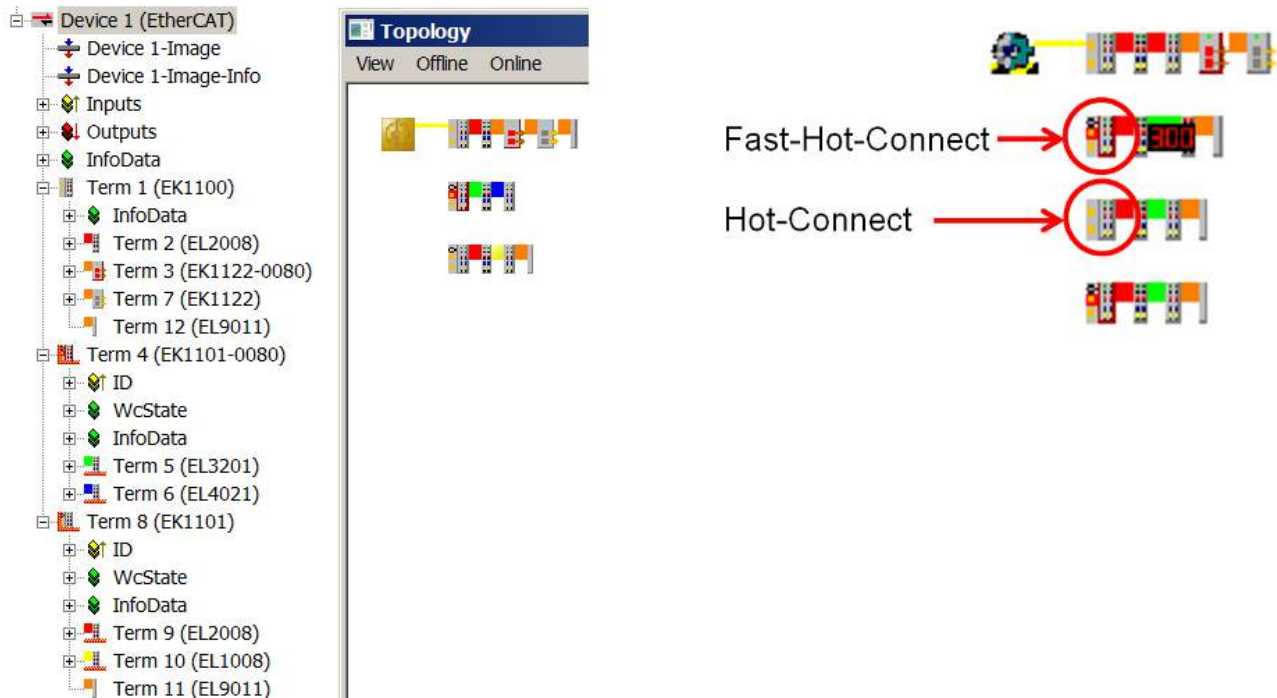 Device 1 (EtherCAT)
Device 1-Image
Device 1-Image-Info
Inputs
Outputs
InfoData
Term 1 (EK1100)
InfoData
Term 2 (EL2008)
Term 3 (EK1122-0080)
Term 7 (EK1122)
Term 12 (EL9011)
Term 4 (EK1101-0080)
ID
WcState
InfoData
Term 5 (EL3201)
Term 6 (EL4021)
Term 8 (EK1101)
ID
WcState
InfoData
Term 9 (EL2008)
Term 10 (EL1008)
Term 11 (EL9011)
Topology
View Offline Online
Fast-Hot-Connect
300
Hot-Connect